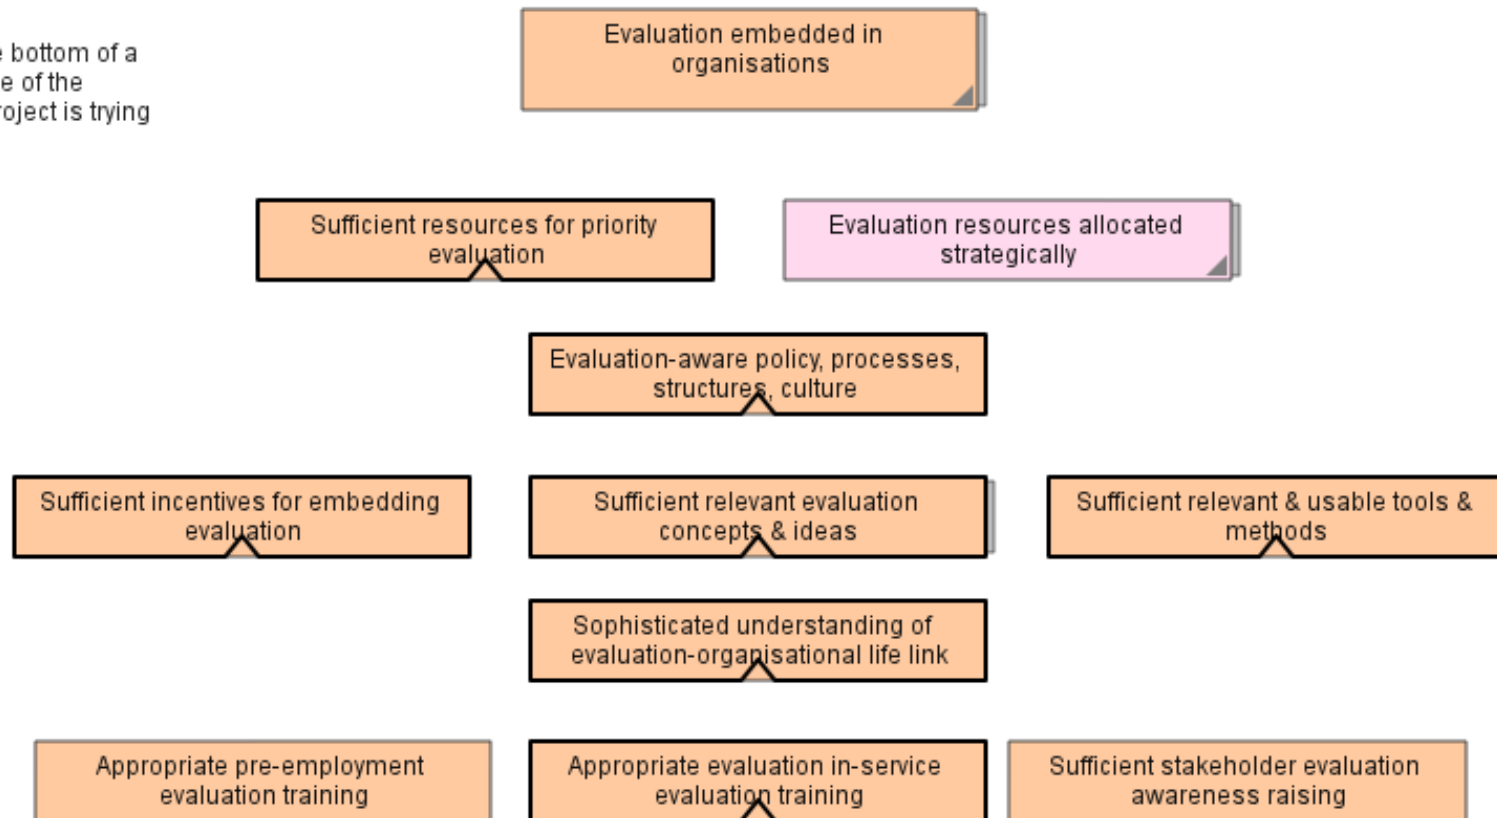 bottom of a
e of the
roject is trying
Evaluation embedded in
organisations
Sufficient resources for priority
evaluation
Evaluation resources allocated
strategically
Evaluation-aware policy, processes,
structures, culture
Sufficient incentives for embedding
evaluation
Sufficient relevant evaluation
concepts & ideas
Sufficient relevant & usable tools &
methods
Sophisticated understanding of
evaluation-organisational life link
Appropriate pre-employment
evaluation training
Appropriate evaluation in-service
evaluation training
Sufficient stakeholder evaluation
awareness raising